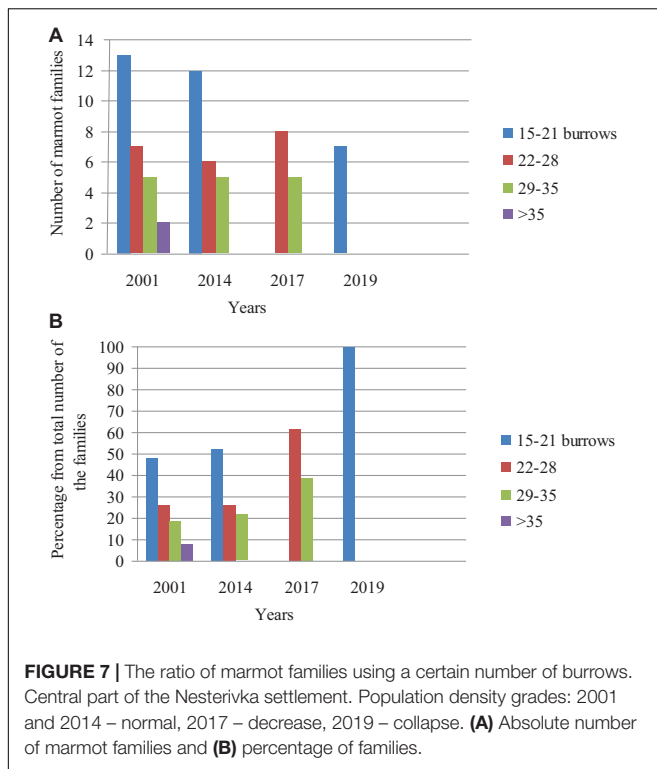 A
Number of marmot families
14
12
10
8
6
4
2
0
2001 2014 2017 2019
Years
15-21 burrows
22-28
29-35
>35
B
Percentage from total number of
the families
100
90
80
70
60
50
40
30
20
10
0
2001 2014 2017 2019
Years
15-21 burrows
22-28
29-35
>35
FIGURE 7 | The ratio of marmot families using a certain number of burrows.
Central part of the Nesterivka settlement. Population density grades: 2001
and 2014 – normal, 2017 – decrease, 2019 – collapse. (A) Absolute number
of marmot families and (B) percentage of families.